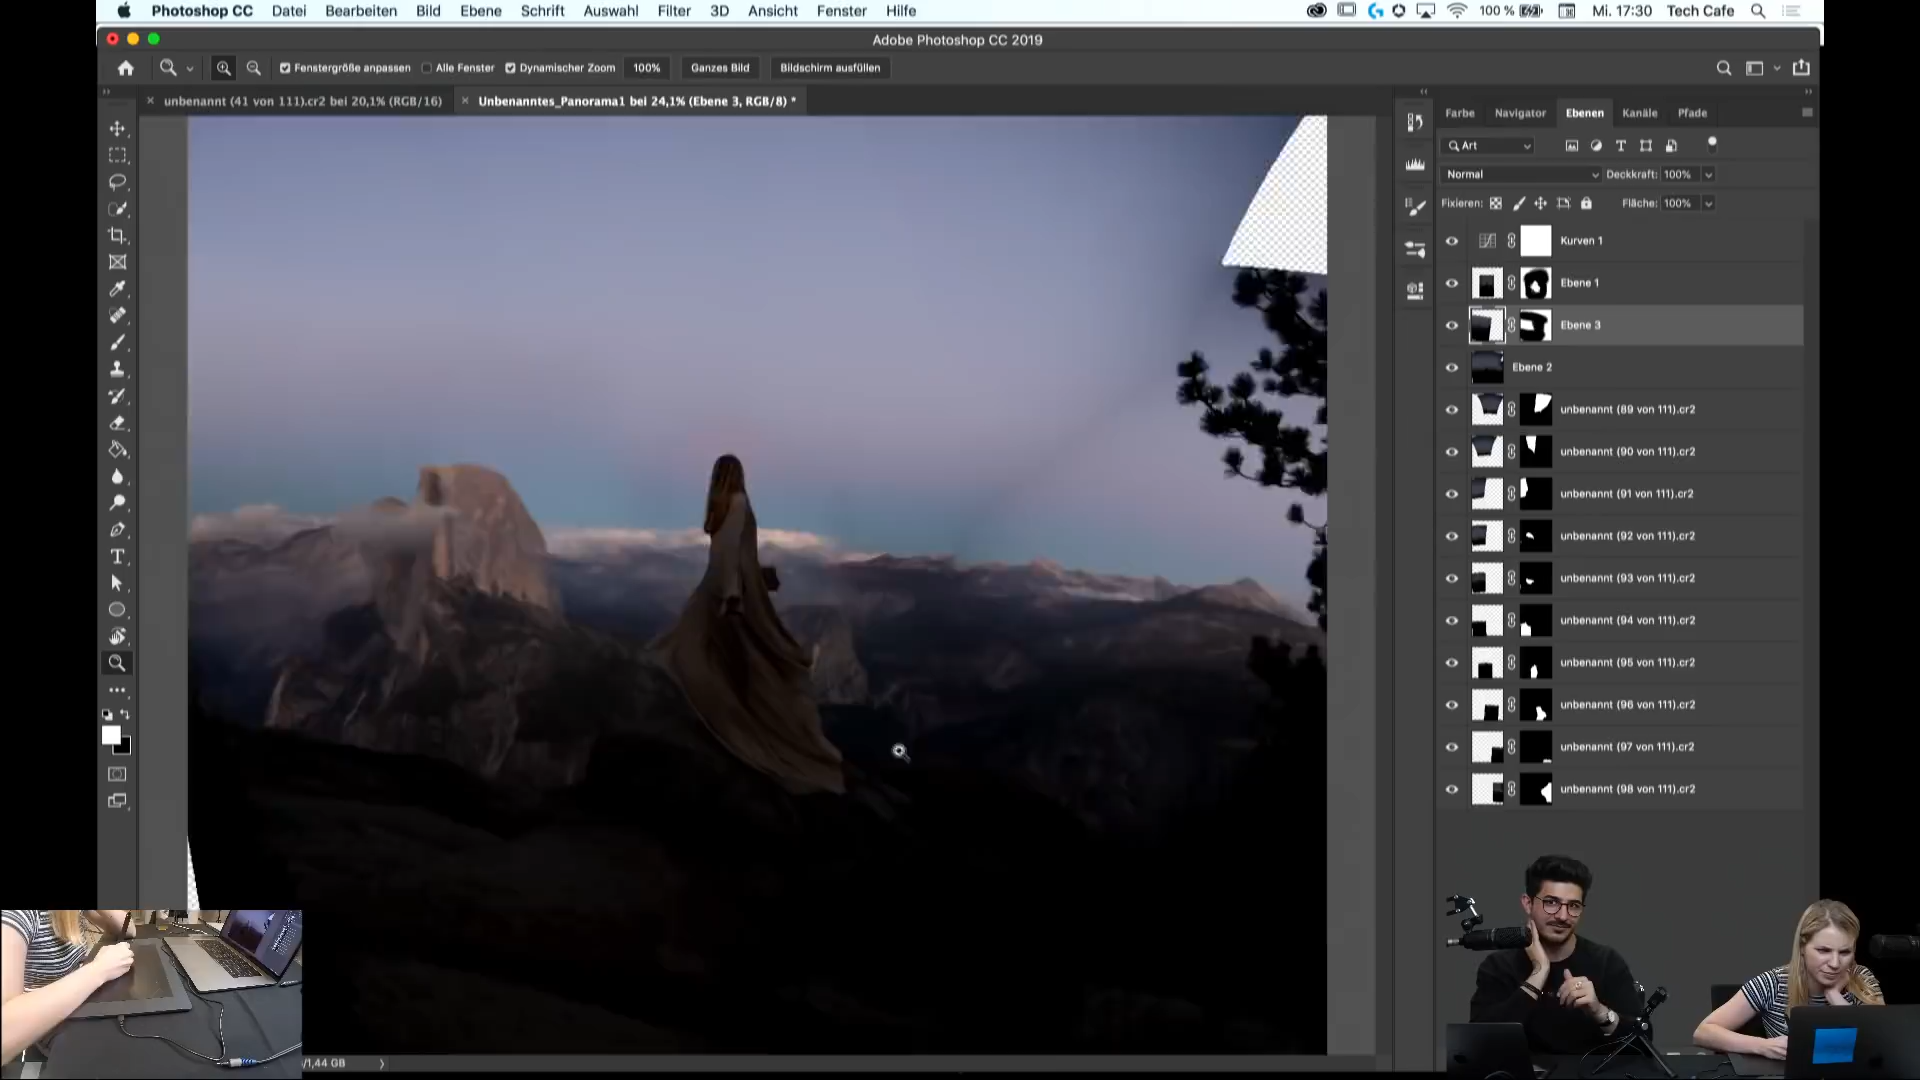 Photoshop CC Datei Bearbeiten Bild Ebene Schrift Auswahl Filter 3D Ansicht Fenster Hilfe 100 % Mi. 17:30 Tech Cafe
Adobe Photoshop CC 2019
Fenstergröße anpassen Alle Fenster Dynamischer Zoom 100% Ganzes Bild Bildschirm ausfüllen
unbenannt (41 von 111).cr2 bei 20,1% (RGB/16) Unbenanntes_Panorama1 bei 24,1% (Ebene 3, RGB/8) *
Farbe Navigator Ebenen Kanäle Pfade
Art
Normal Deckkraft: 100%
Fixieren: Fläche: 100%
Kurven 1
Ebene 1
Ebene 3
Ebene 2
unbenannt (89 von 111).cr2
unbenannt (90 von 111).cr2
unbenannt (91 von 111).cr2
unbenannt (92 von 111).cr2
unbenannt (93 von 111).cr2
unbenannt (94 von 111).cr2
unbenannt (95 von 111).cr2
unbenannt (96 von 111).cr2
unbenannt (97 von 111).cr2
unbenannt (98 von 111).cr2
/1,44 GB